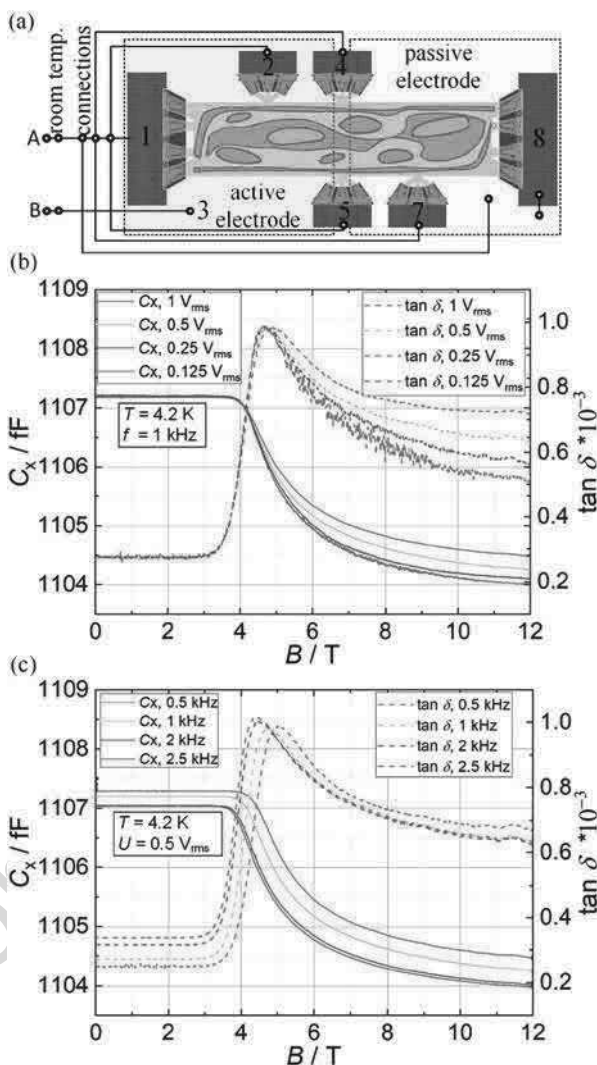 (a)
room temp.
connections
A
B
1
2
3
4
5
7
8
passive
electrode
active
electrode
(b)
Cx, 1 Vrms
Cx, 0.5 Vrms
Cx, 0.25 Vrms
Cx, 0.125 Vrms
tan δ, 1 Vrms
tan δ, 0.5 Vrms
tan δ, 0.25 Vrms
tan δ, 0.125 Vrms
T = 4.2 K
f = 1 kHz
1109
1108
1107
1106
1105
1104
Cx / fF
1.0
0.8
0.6
0.4
0.2
tan δ *10⁻³
0 2 4 6 8 10 12
B / T
(c)
Cx, 0.5 kHz
Cx, 1 kHz
Cx, 2 kHz
Cx, 2.5 kHz
tan δ, 0.5 kHz
tan δ, 1 kHz
tan δ, 2 kHz
tan δ, 2.5 kHz
T = 4.2 K
U = 0.5 Vrms
1109
1108
1107
1106
1105
1104
Cx / fF
1.0
0.8
0.6
0.4
0.2
tan δ *10⁻³
0 2 4 6 8 10 12
B / T